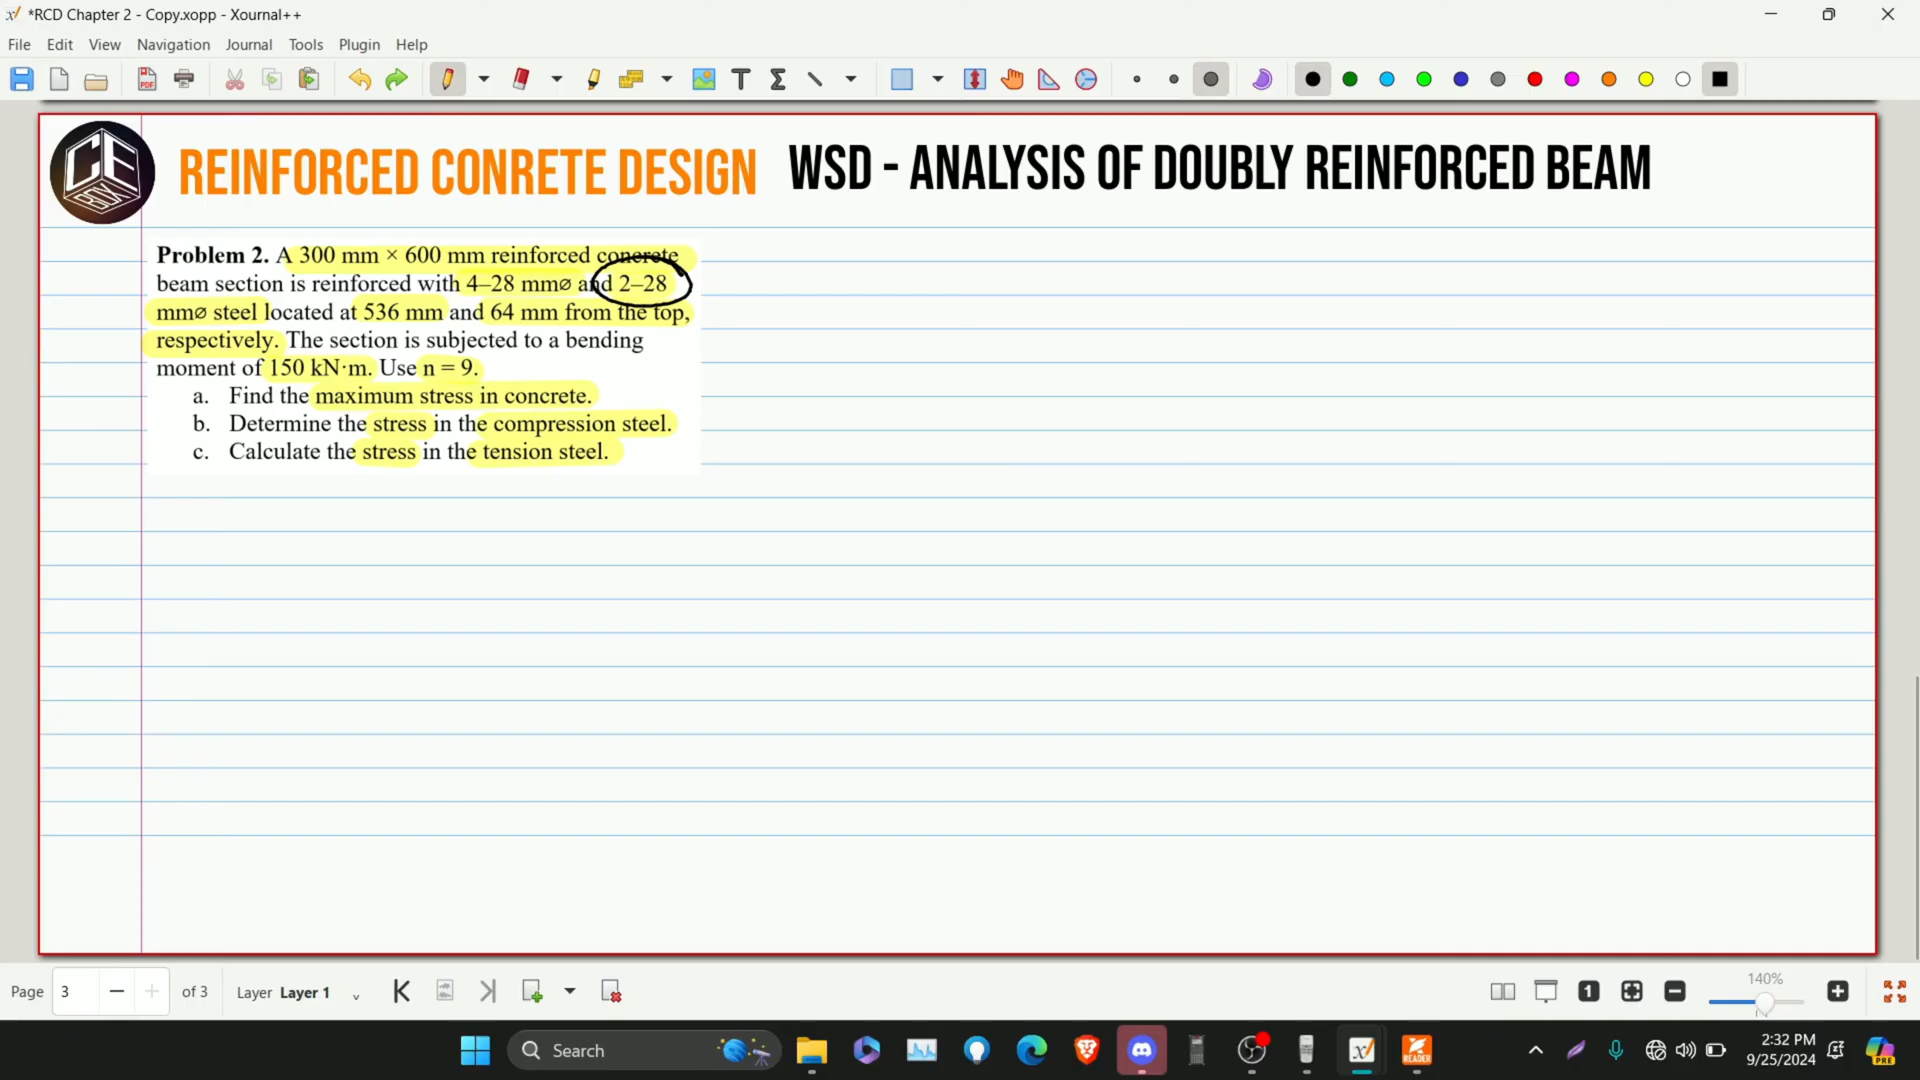 *RCD Chapter 2 - Copy.xopp - Xournal++
File Edit View Navigation Journal Tools Plugin Help
REINFORCED CONRETE DESIGN WSD - ANALYSIS OF DOUBLY REINFORCED BEAM
Problem 2. A 300 mm × 600 mm reinforced concrete
beam section is reinforced with 4–28 mm⌀ and 2–28
mm⌀ steel located at 536 mm and 64 mm from the top,
respectively. The section is subjected to a bending
moment of 150 kN·m. Use n = 9.
a. Find the maximum stress in concrete.
b. Determine the stress in the compression steel.
c. Calculate the stress in the tension steel.
Page 3 of 3 Layer Layer 1 140%
Search
2:32 PM
9/25/2024